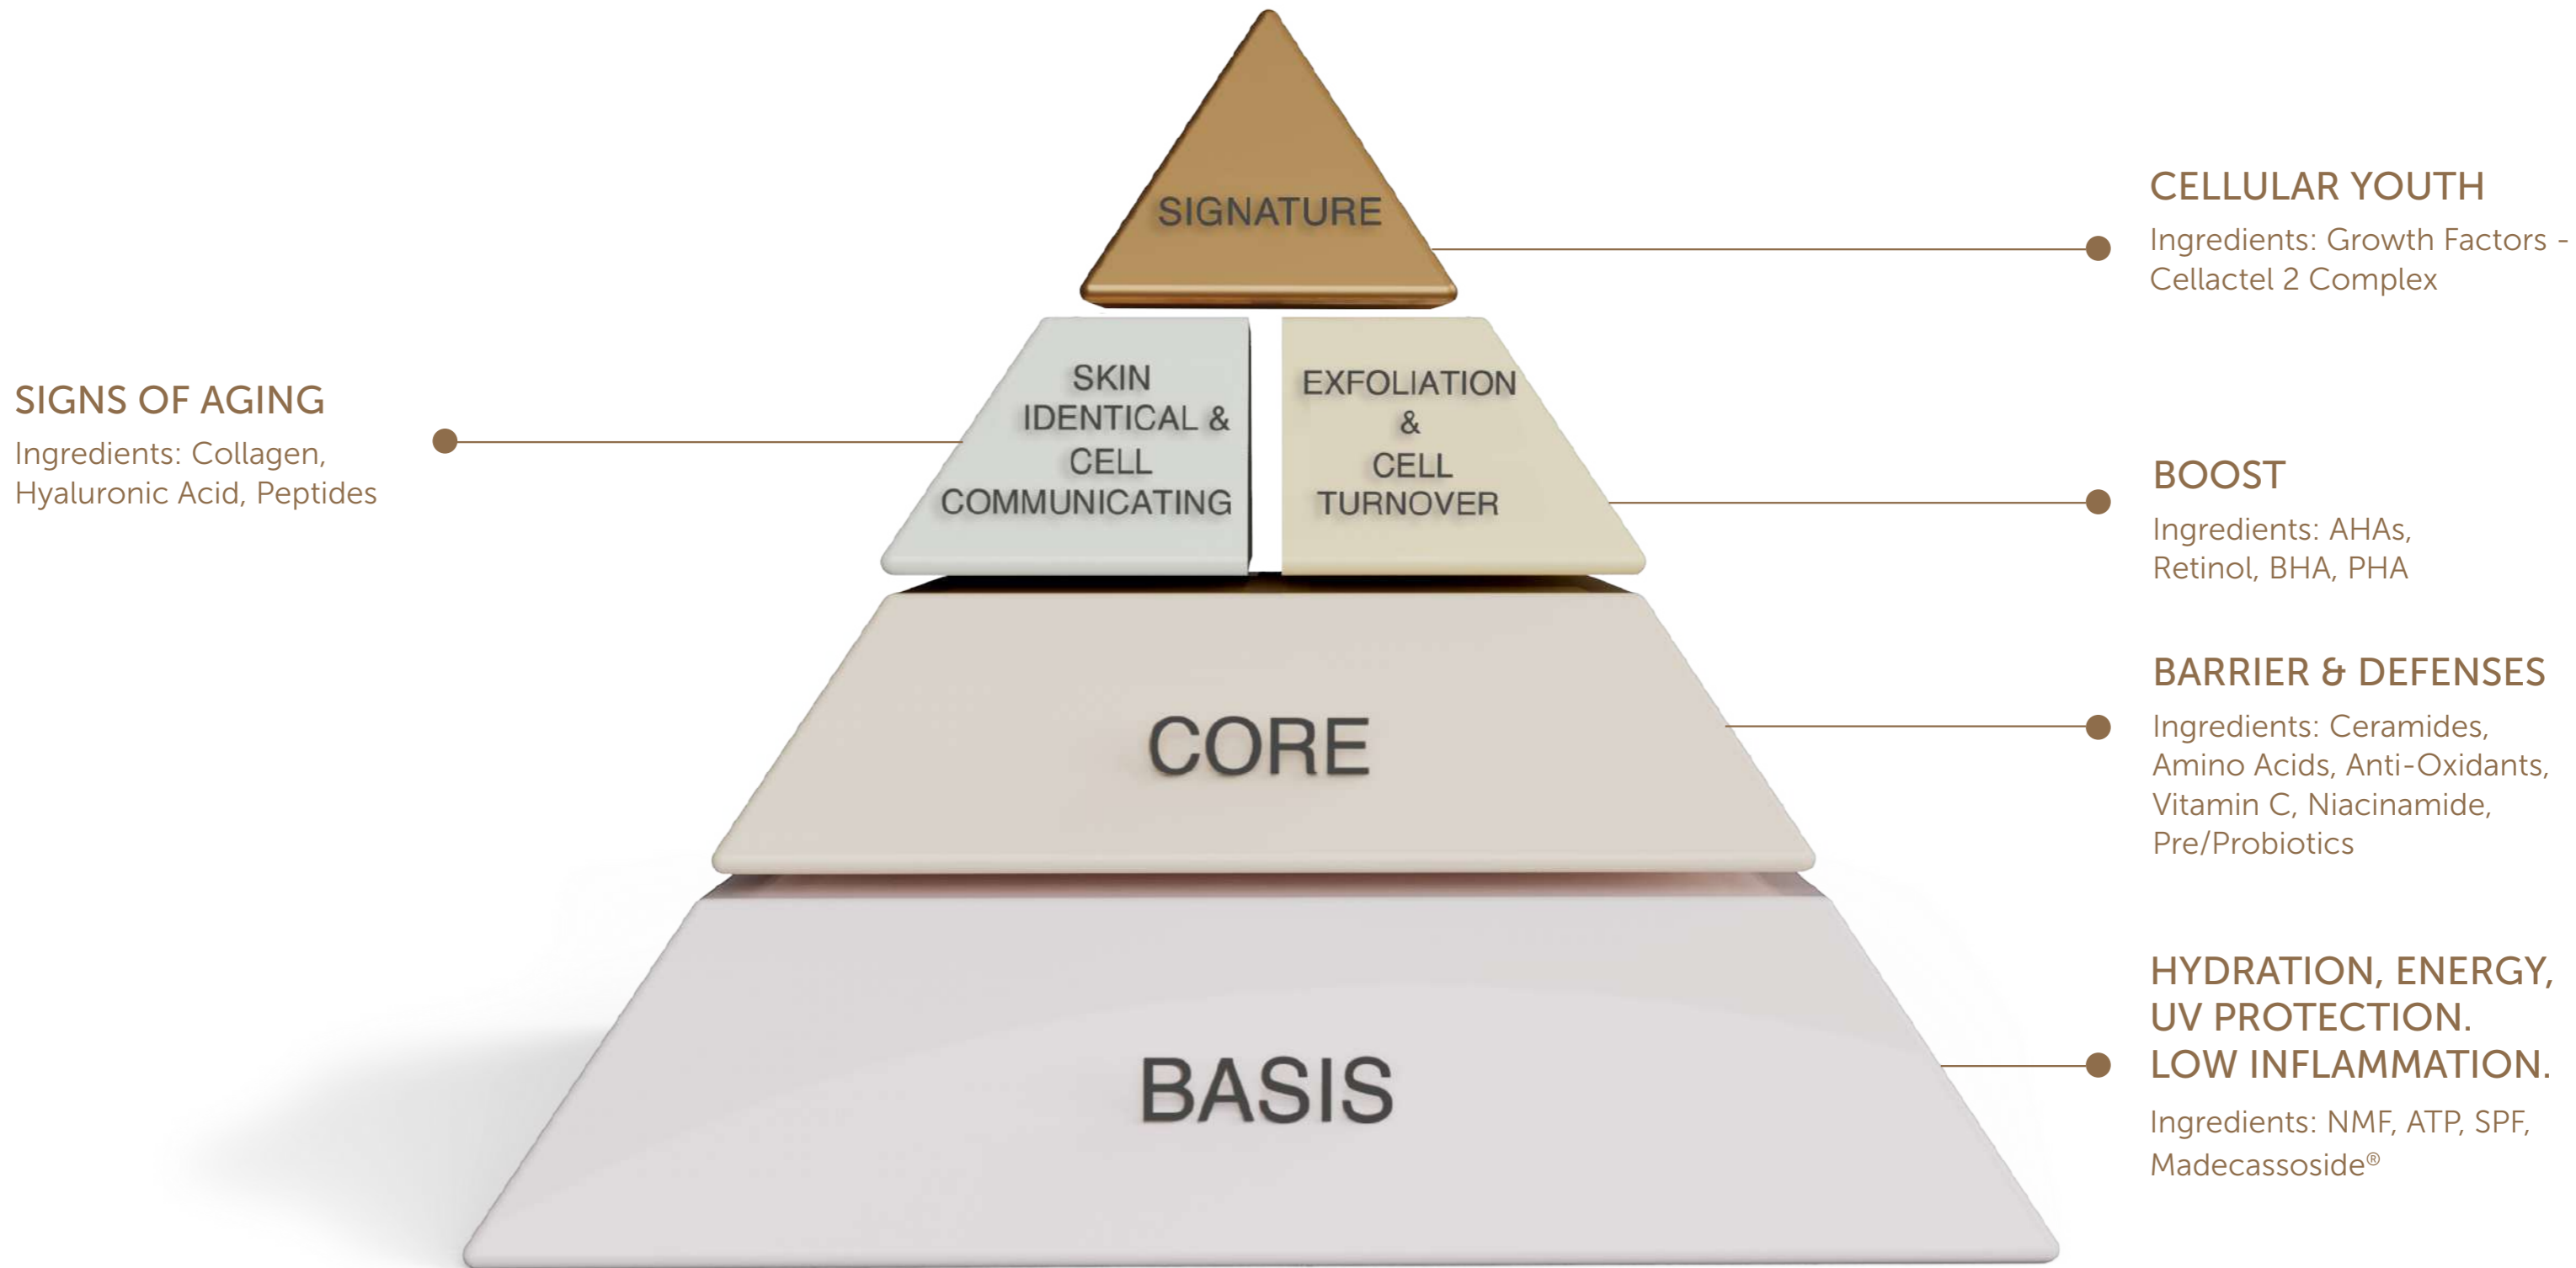 SIGNATURE
CELLULAR YOUTH
Ingredients: Growth Factors -
Cellactel 2 Complex
SIGNS OF AGING
Ingredients: Collagen,
Hyaluronic Acid, Peptides
SKIN
IDENTICAL &
CELL
COMMUNICATING
EXFOLIATION
&
CELL
TURNOVER
BOOST
Ingredients: AHAs,
Retinol, BHA, PHA
CORE
BARRIER & DEFENSES
Ingredients: Ceramides,
Amino Acids, Anti-Oxidants,
Vitamin C, Niacinamide,
Pre/Probiotics
BASIS
HYDRATION, ENERGY,
UV PROTECTION.
LOW INFLAMMATION.
Ingredients: NMF, ATP, SPF,
Madecassoside®